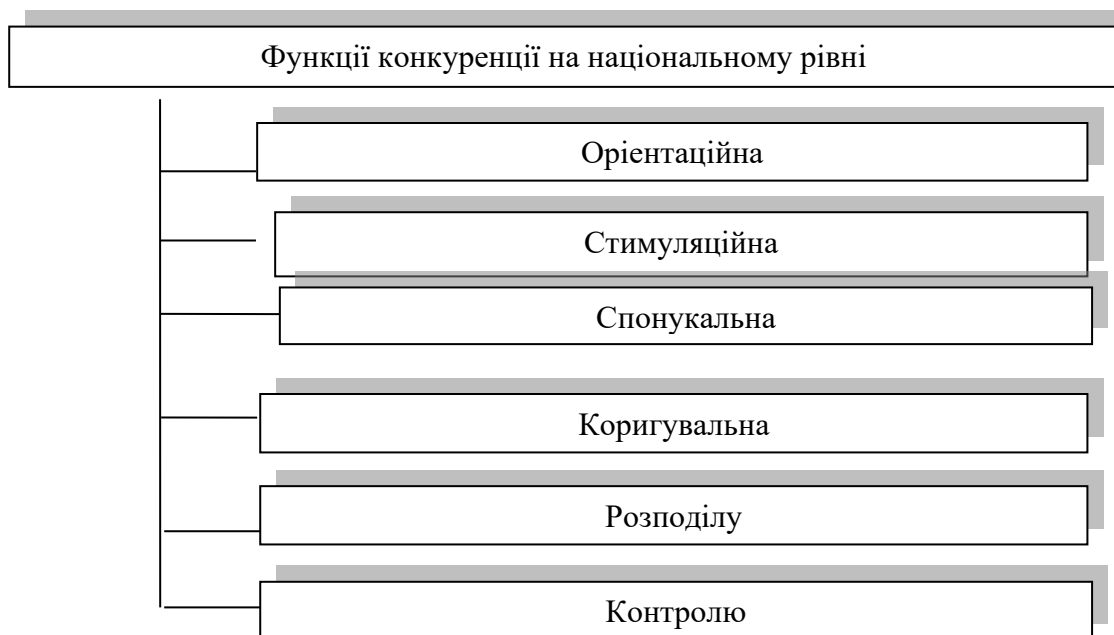 Функції конкуренції на національному рівні
Орієнтаційна
Стимуляційна
Спонукальна
Коригувальна
Розподілу
Контролю